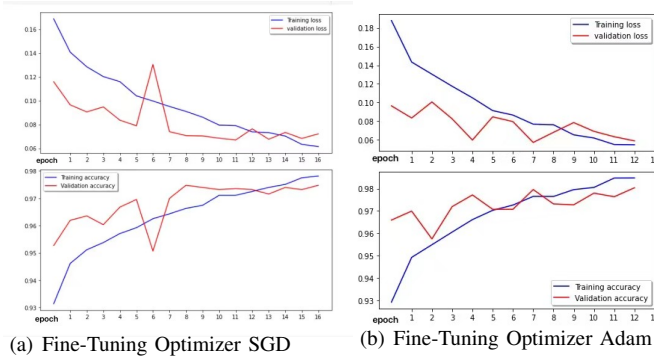 Training loss
validation loss
0.16
0.14
0.12
0.10
0.08
0.06
epoch 1 2 3 4 5 6 7 8 9 10 11 12 13 14 15 16
Training accuracy
Validation accuracy
0.98
0.97
0.96
0.95
0.94
0.93
epoch 1 2 3 4 5 6 7 8 9 10 11 12 13 14 15 16
(a) Fine-Tuning Optimizer SGD
Training loss
validation loss
0.18
0.16
0.14
0.12
0.10
0.08
0.06
epoch 1 2 3 4 5 6 7 8 9 10 11 12 1
0.98
0.97
0.96
0.95
0.94
0.93
Training accuracy
Validation accuracy
epoch 1 2 3 4 5 6 7 8 9 10 11 12 1
(b) Fine-Tuning Optimizer Adam